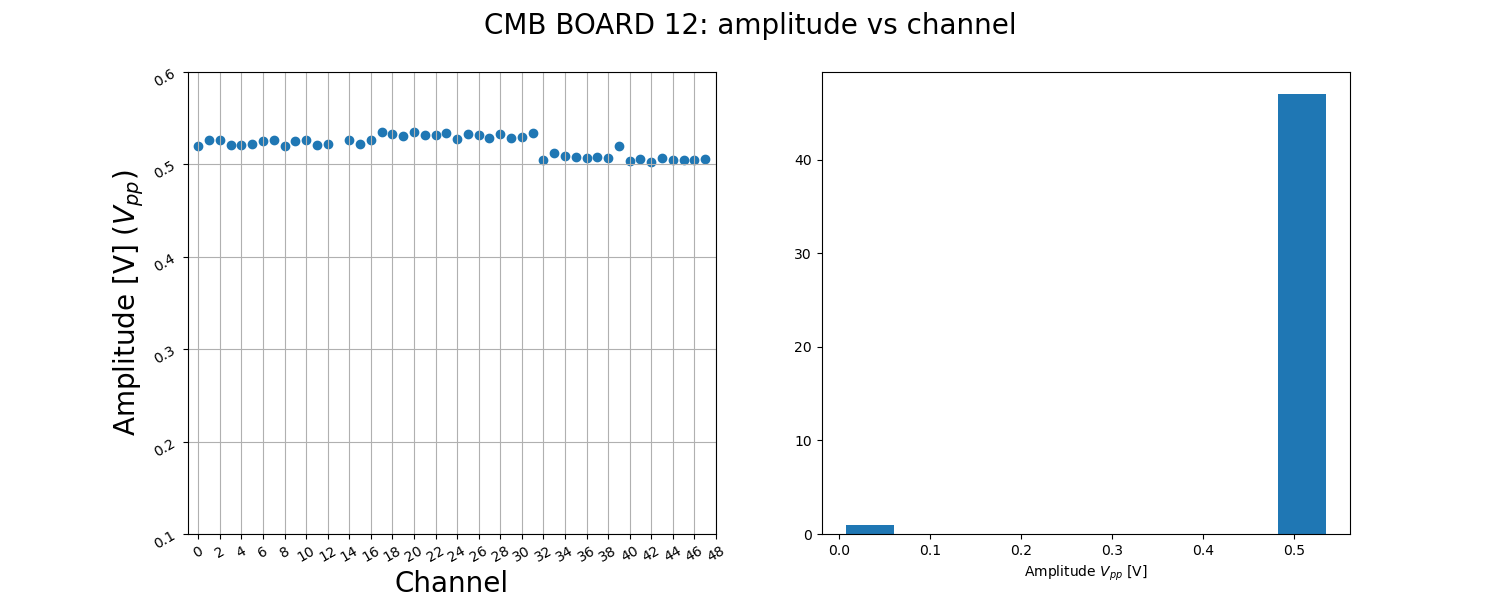 CMB BOARD 12: amplitude vs channel
Amplitude [V] (V_pp)
0.6
0.5
0.4
0.3
0.2
0.1
0 2 4 6 8 10 12 14 16 18 20 22 24 26 28 30 32 34 36 38 40 42 44 46 48
Channel
40
30
20
10
0
0.0 0.1 0.2 0.3 0.4 0.5
Amplitude V_pp [V]